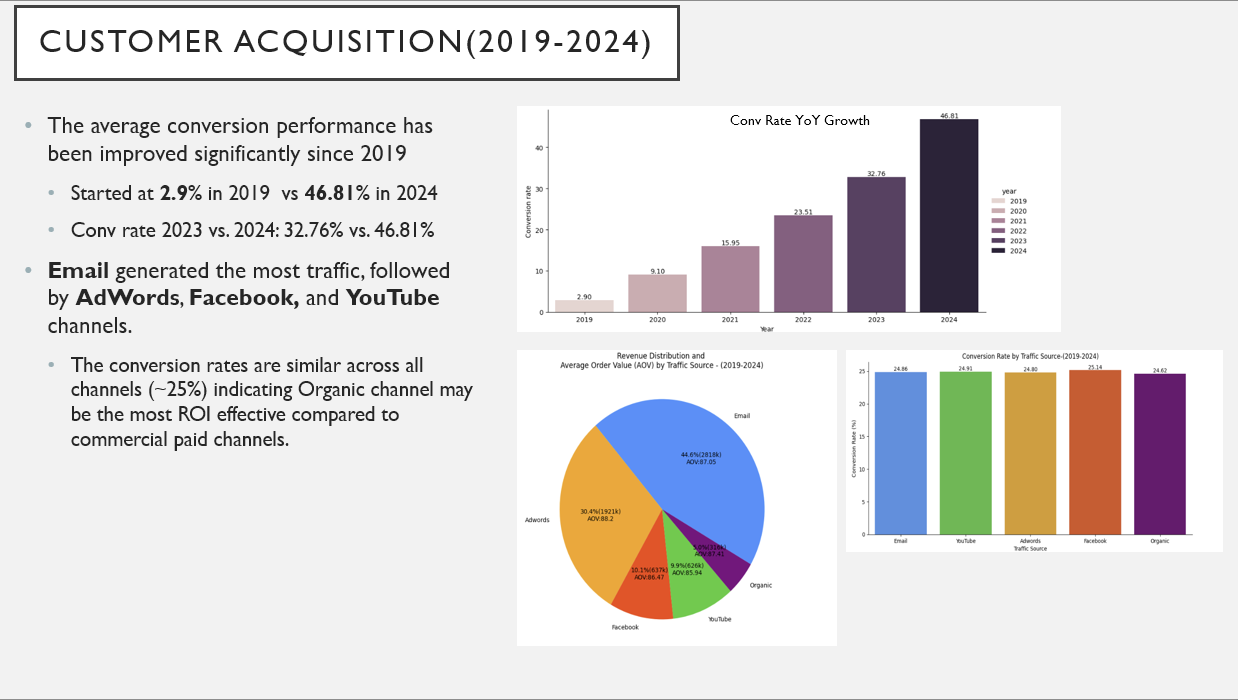 CUSTOMER ACQUISITION(2019-2024)
• The average conversion performance has
been improved significantly since 2019
• Started at 2.9% in 2019 vs 46.81% in 2024
• Conv rate 2023 vs. 2024: 32.76% vs. 46.81%
• Email generated the most traffic, followed
by AdWords, Facebook, and YouTube
channels.
• The conversion rates are similar across all
channels (~25%) indicating Organic channel may
be the most ROI effective compared to
commercial paid channels.
Conv Rate YoY Growth
46.81
40
32.76
30
23.51
20
15.95
10
9.10
2.90
0
2019 2020 2021 2022 2023 2024
Year
Conversion rate
year
2019
2020
2021
2022
2023
2024
Revenue Distribution and
Average Order Value (AOV) by Traffic Source - (2019-2024)
Email
44.6%(2818k)
AOV:87.05
Adwords
30.4%(1921k)
AOV:88.2
Facebook
10.1%(637k)
AOV:86.47
YouTube
9.9%(626k)
AOV:85.94
Organic
AOV:87.41
Conversion Rate by Traffic Source-(2019-2024)
24.86 24.91 24.80 25.14 24.62
25
20
15
10
5
0
Conversion Rate (%)
Email YouTube Adwords Facebook Organic
Traffic Source